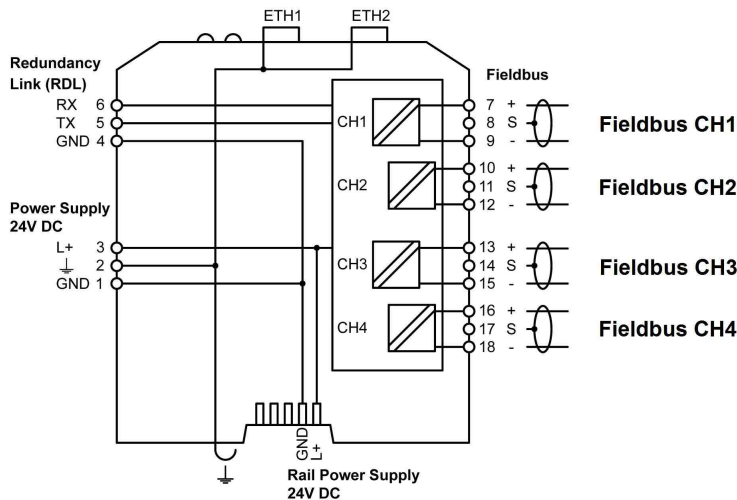 ETH1 ETH2
Redundancy
Link (RDL)
RX 6
TX 5
GND 4
Power Supply
24V DC
L+ 3
2
GND 1
CH1
CH2
CH3
CH4
Fieldbus
7 +
8 S
9 -
10 +
11 S
12 -
13 +
14 S
15 -
16 +
17 S
18 -
Fieldbus CH1
Fieldbus CH2
Fieldbus CH3
Fieldbus CH4
GND
L+
Rail Power Supply
24V DC